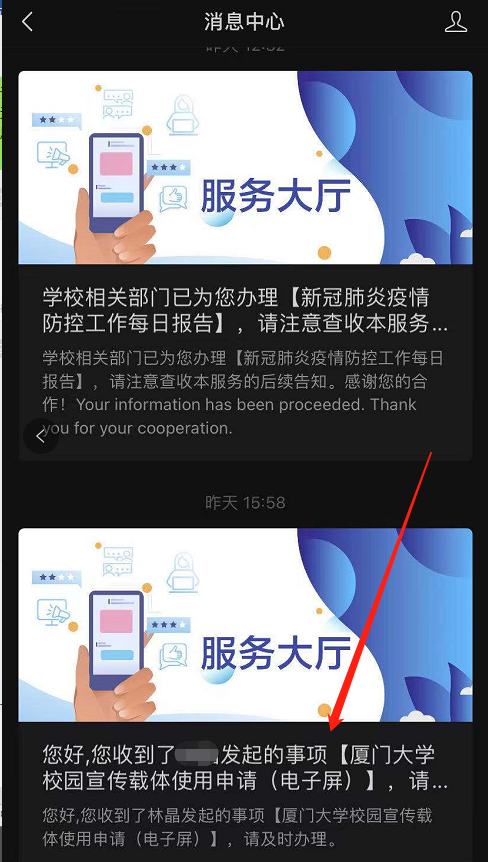 消息中心
昨天 12:52
服务大厅
学校相关部门已为您办理【新冠肺炎疫情
防控工作每日报告】，请注意查收本服务...
学校相关部门已为您办理【新冠肺炎疫情防控工作每日
报告】，请注意查收本服务的后续告知。感谢您的合
作！Your information has been proceeded. Thank
you for your cooperation.
昨天 15:58
服务大厅
您好,您收到了晶发起的事项【厦门大学
校园宣传载体使用申请（电子屏）】，请...
您好,您收到了林晶发起的事项【厦门大学校园宣传载
体使用申请（电子屏）】，请及时办理。